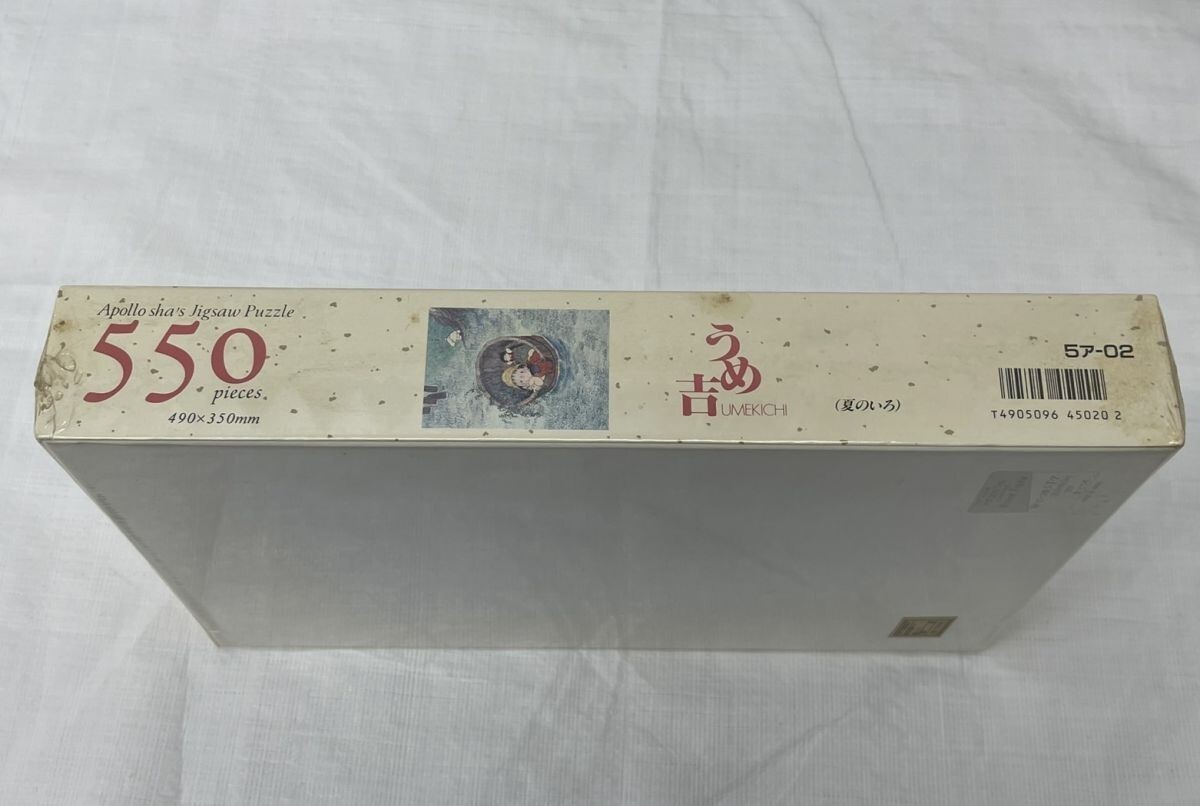 Apollo sha's Jigsaw Puzzle
550
pieces
490×350mm
うめ吉
UMEKICHI
(夏のいろ)
5ア-02
T4905096 45020 2